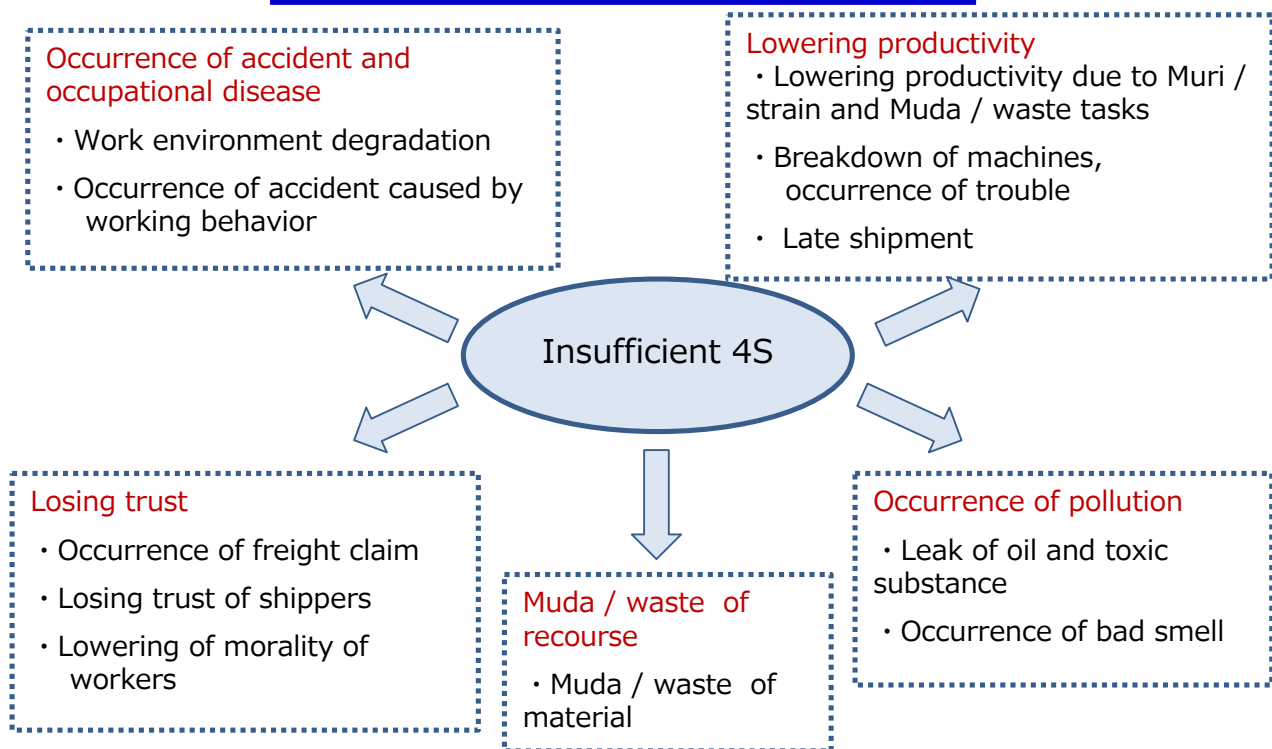 Occurrence of accident and
occupational disease
・Work environment degradation
・Occurrence of accident caused by
working behavior
Lowering productivity
・Lowering productivity due to Muri /
strain and Muda / waste tasks
・Breakdown of machines,
occurrence of trouble
・ Late shipment
Insufficient 4S
Losing trust
・Occurrence of freight claim
・Losing trust of shippers
・Lowering of morality of
workers
Muda / waste of
recourse
・Muda / waste of
material
Occurrence of pollution
・Leak of oil and toxic
substance
・Occurrence of bad smell